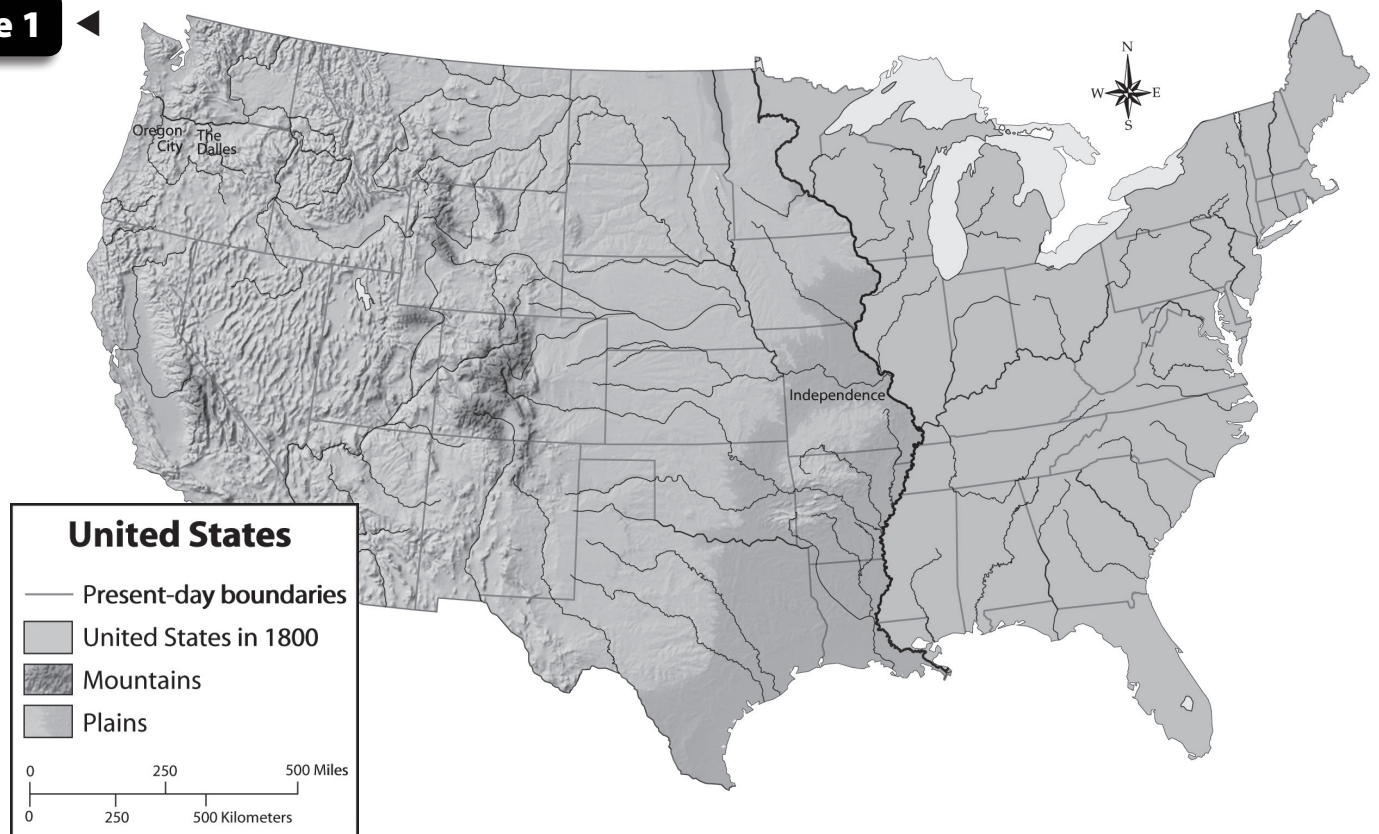 e 1
N
W E
S
Oregon
City
The
Dalles
Independence
United States
Present-day boundaries
United States in 1800
Mountains
Plains
0 250 500 Miles
0 250 500 Kilometers